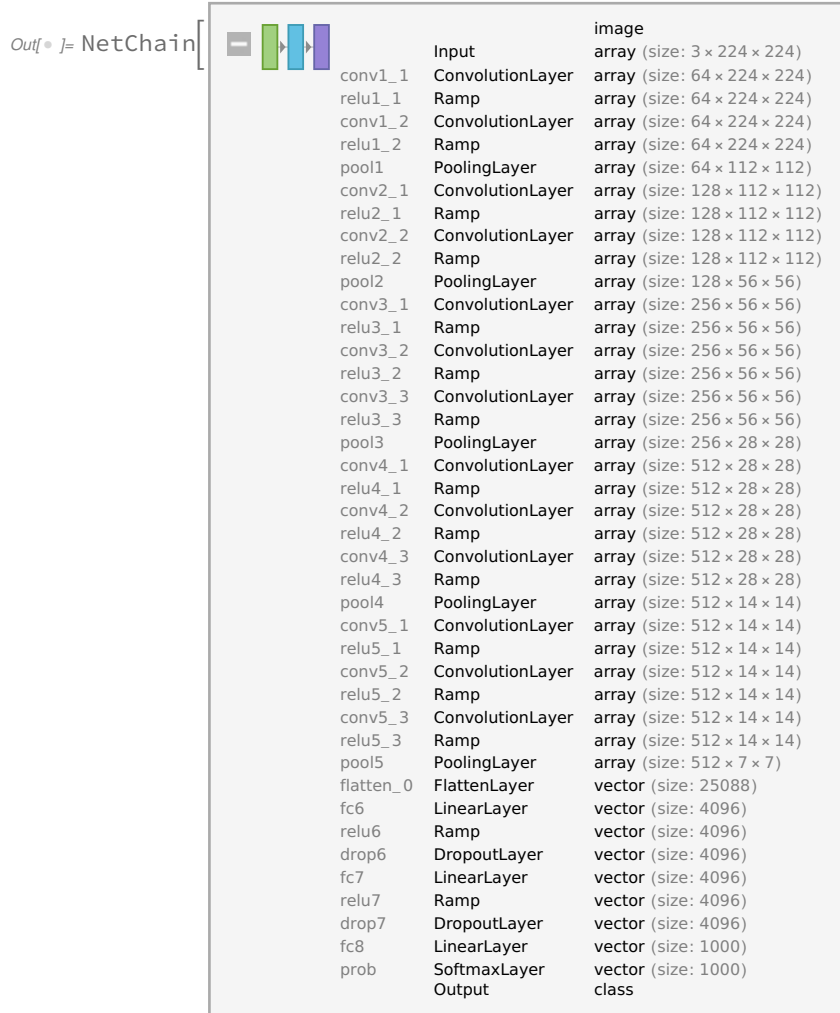 image
Out[ ]= NetChain[ Input array (size: 3 × 224 × 224)
conv1_1 ConvolutionLayer array (size: 64 × 224 × 224)
relu1_1 Ramp array (size: 64 × 224 × 224)
conv1_2 ConvolutionLayer array (size: 64 × 224 × 224)
relu1_2 Ramp array (size: 64 × 224 × 224)
pool1 PoolingLayer array (size: 64 × 112 × 112)
conv2_1 ConvolutionLayer array (size: 128 × 112 × 112)
relu2_1 Ramp array (size: 128 × 112 × 112)
conv2_2 ConvolutionLayer array (size: 128 × 112 × 112)
relu2_2 Ramp array (size: 128 × 112 × 112)
pool2 PoolingLayer array (size: 128 × 56 × 56)
conv3_1 ConvolutionLayer array (size: 256 × 56 × 56)
relu3_1 Ramp array (size: 256 × 56 × 56)
conv3_2 ConvolutionLayer array (size: 256 × 56 × 56)
relu3_2 Ramp array (size: 256 × 56 × 56)
conv3_3 ConvolutionLayer array (size: 256 × 56 × 56)
relu3_3 Ramp array (size: 256 × 56 × 56)
pool3 PoolingLayer array (size: 256 × 28 × 28)
conv4_1 ConvolutionLayer array (size: 512 × 28 × 28)
relu4_1 Ramp array (size: 512 × 28 × 28)
conv4_2 ConvolutionLayer array (size: 512 × 28 × 28)
relu4_2 Ramp array (size: 512 × 28 × 28)
conv4_3 ConvolutionLayer array (size: 512 × 28 × 28)
relu4_3 Ramp array (size: 512 × 28 × 28)
pool4 PoolingLayer array (size: 512 × 14 × 14)
conv5_1 ConvolutionLayer array (size: 512 × 14 × 14)
relu5_1 Ramp array (size: 512 × 14 × 14)
conv5_2 ConvolutionLayer array (size: 512 × 14 × 14)
relu5_2 Ramp array (size: 512 × 14 × 14)
conv5_3 ConvolutionLayer array (size: 512 × 14 × 14)
relu5_3 Ramp array (size: 512 × 14 × 14)
pool5 PoolingLayer array (size: 512 × 7 × 7)
flatten_0 FlattenLayer vector (size: 25088)
fc6 LinearLayer vector (size: 4096)
relu6 Ramp vector (size: 4096)
drop6 DropoutLayer vector (size: 4096)
fc7 LinearLayer vector (size: 4096)
relu7 Ramp vector (size: 4096)
drop7 DropoutLayer vector (size: 4096)
fc8 LinearLayer vector (size: 1000)
prob SoftmaxLayer vector (size: 1000)
Output class